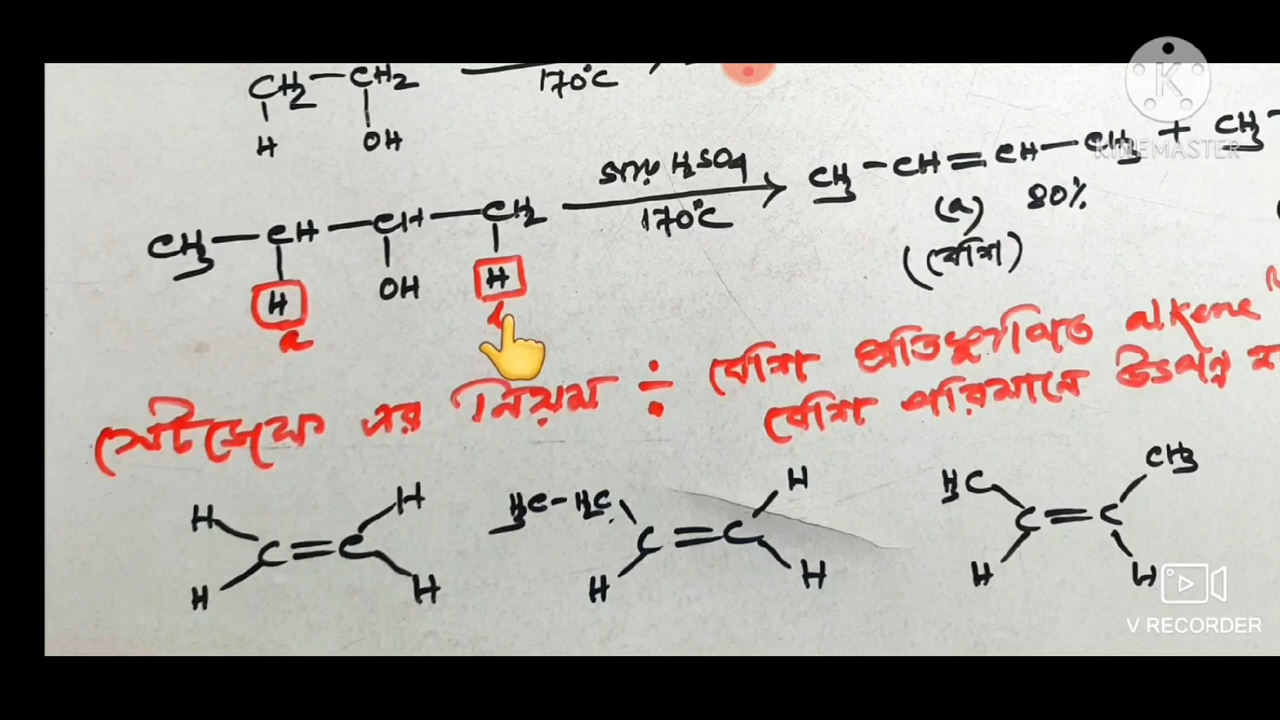 CH2 — CH2
170°C
H OH
গাঢ় H2SO4
CH3 — CH — CH — CH2 → CH3 — CH = CH — CH3 + CH3
170°C
H OH H
(a) 80%
(বেশি)
a
সেটজেফ এর নিয়ম ÷ বেশি প্রতিস্থাপিত alkene
বেশি পরিমানে উৎপন্ন
H H
C = C
H H
H3C - H2C H
C = C
H H
H3C CH3
C = C
H H
K
KINEMASTER
V RECORDER